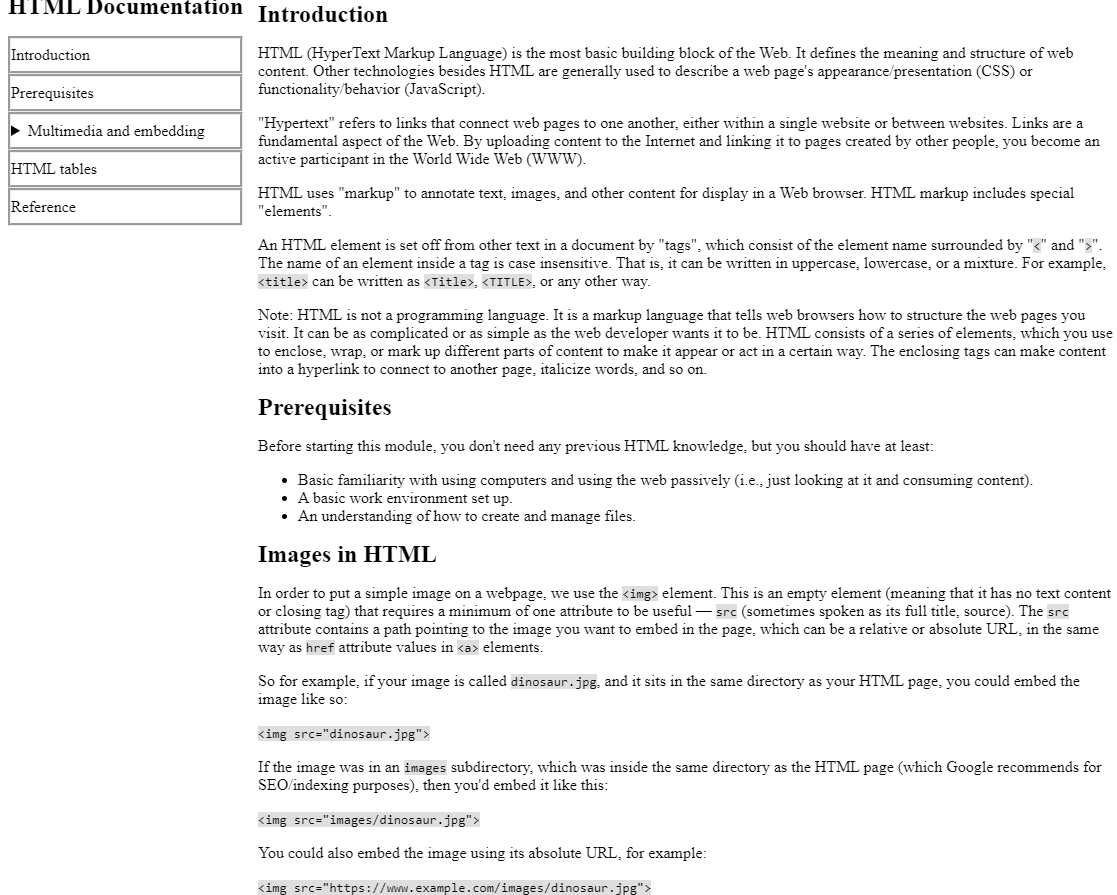 HTML Documentation
Introduction
Prerequisites
Multimedia and embedding
HTML tables
Reference
Introduction
HTML (HyperText Markup Language) is the most basic building block of the Web. It defines the meaning and structure of web
content. Other technologies besides HTML are generally used to describe a web page's appearance/presentation (CSS) or
functionality/behavior (JavaScript).
"Hypertext" refers to links that connect web pages to one another, either within a single website or between websites. Links are a
fundamental aspect of the Web. By uploading content to the Internet and linking it to pages created by other people, you become an
active participant in the World Wide Web (WWW).
HTML uses "markup" to annotate text, images, and other content for display in a Web browser. HTML markup includes special
"elements".
An HTML element is set off from other text in a document by "tags", which consist of the element name surrounded by "<" and ">".
The name of an element inside a tag is case insensitive. That is, it can be written in uppercase, lowercase, or a mixture. For example,
<title> can be written as <Title>, <TITLE>, or any other way.
Note: HTML is not a programming language. It is a markup language that tells web browsers how to structure the web pages you
visit. It can be as complicated or as simple as the web developer wants it to be. HTML consists of a series of elements, which you use
to enclose, wrap, or mark up different parts of content to make it appear or act in a certain way. The enclosing tags can make content
into a hyperlink to connect to another page, italicize words, and so on.
Prerequisites
Before starting this module, you don't need any previous HTML knowledge, but you should have at least:
• Basic familiarity with using computers and using the web passively (i.e., just looking at it and consuming content).
• A basic work environment set up.
• An understanding of how to create and manage files.
Images in HTML
In order to put a simple image on a webpage, we use the <img> element. This is an empty element (meaning that it has no text content
or closing tag) that requires a minimum of one attribute to be useful — src (sometimes spoken as its full title, source). The src
attribute contains a path pointing to the image you want to embed in the page, which can be a relative or absolute URL, in the same
way as href attribute values in <a> elements.
So for example, if your image is called dinosaur.jpg, and it sits in the same directory as your HTML page, you could embed the
image like so:
<img src="dinosaur.jpg">
If the image was in an images subdirectory, which was inside the same directory as the HTML page (which Google recommends for
SEO/indexing purposes), then you'd embed it like this:
<img src="images/dinosaur.jpg">
You could also embed the image using its absolute URL, for example:
<img src="https://www.example.com/images/dinosaur.jpg">